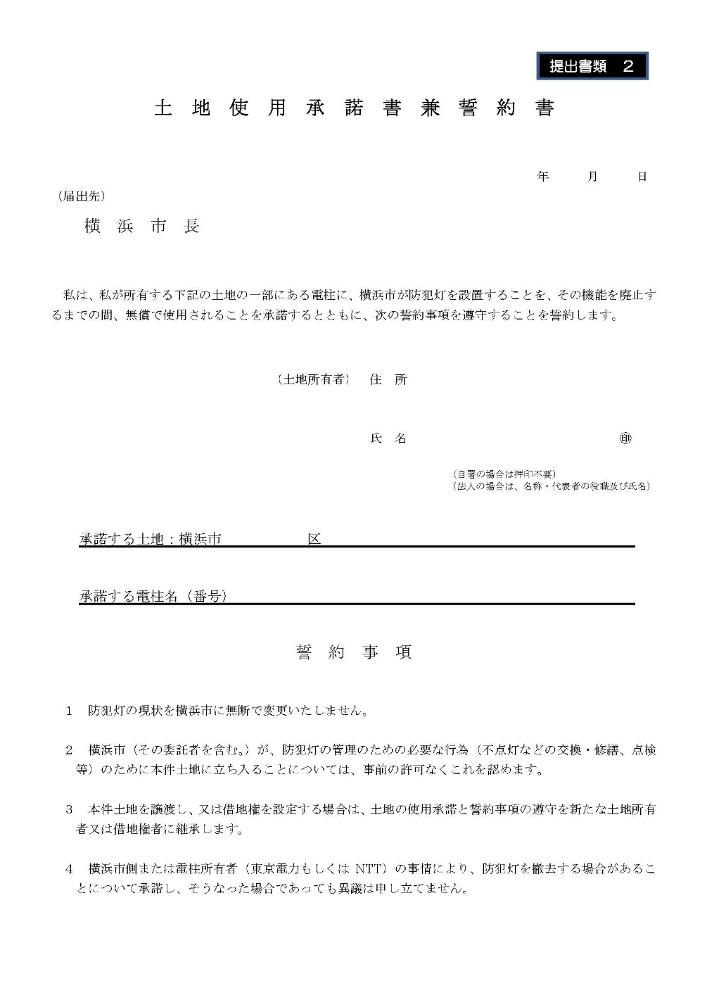 提出書類　２
土地使用承諾書兼誓約書
年　　　月　　　日
（届出先）
横　浜　市　長
私は、私が所有する下記の土地の一部にある電柱に、横浜市が防犯灯を設置することを、その機能を廃止す
るまでの間、無償で使用されることを承諾するとともに、次の誓約事項を遵守することを誓約します。
（土地所有者）　住　所
氏　名　　　　　　　　　　㊞
（自署の場合は押印不要）
（法人の場合は、名称・代表者の役職及び氏名）
承諾する土地：横浜市　　　　　　区
承諾する電柱名（番号）
誓　約　事　項
１　防犯灯の現状を横浜市に無断で変更いたしません。
２　横浜市（その委託者を含む。）が、防犯灯の管理のための必要な行為（不点灯などの交換・修繕、点検
等）のために本件土地に立ち入ることについては、事前の許可なくこれを認めます。
３　本件土地を譲渡し、又は借地権を設定する場合は、土地の使用承諾と誓約事項の遵守を新たな土地所有
者又は借地権者に継承します。
４　横浜市側または電柱所有者（東京電力もしくは NTT）の事情により、防犯灯を撤去する場合があるこ
とについて承諾し、そうなった場合であっても異議は申し立てません。